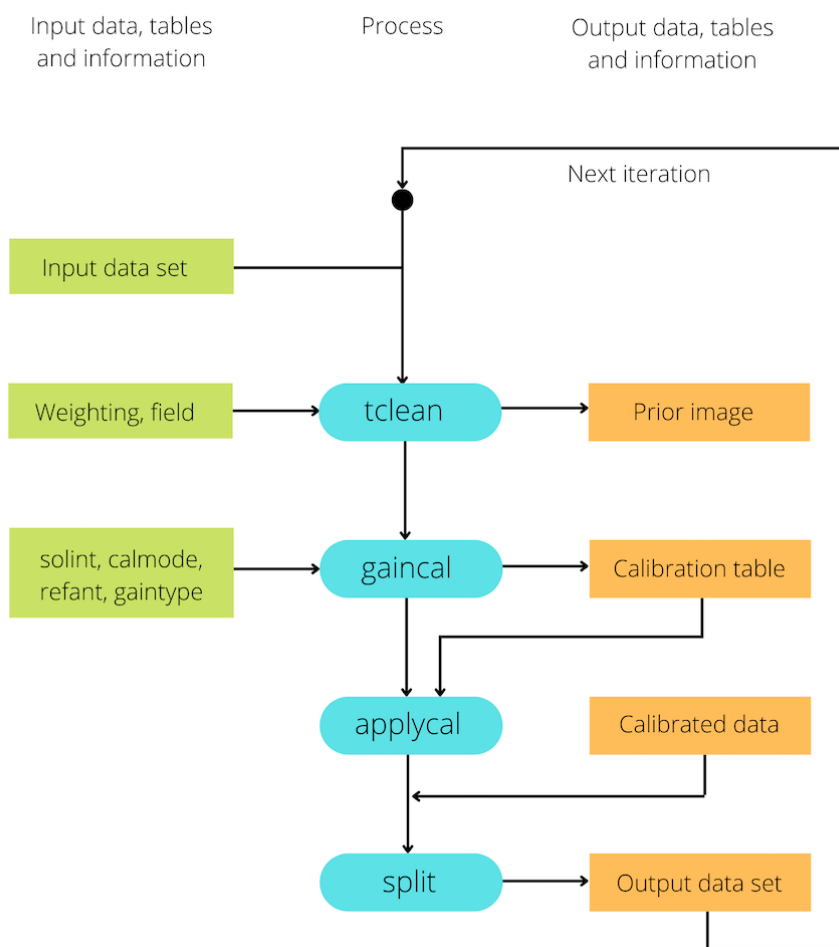 Input data, tables
and information
Process
Output data, tables
and information
Next iteration
Input data set
Weighting, field
tclean
Prior image
solint, calmode,
refant, gaintype
gaincal
Calibration table
applycal
Calibrated data
split
Output data set